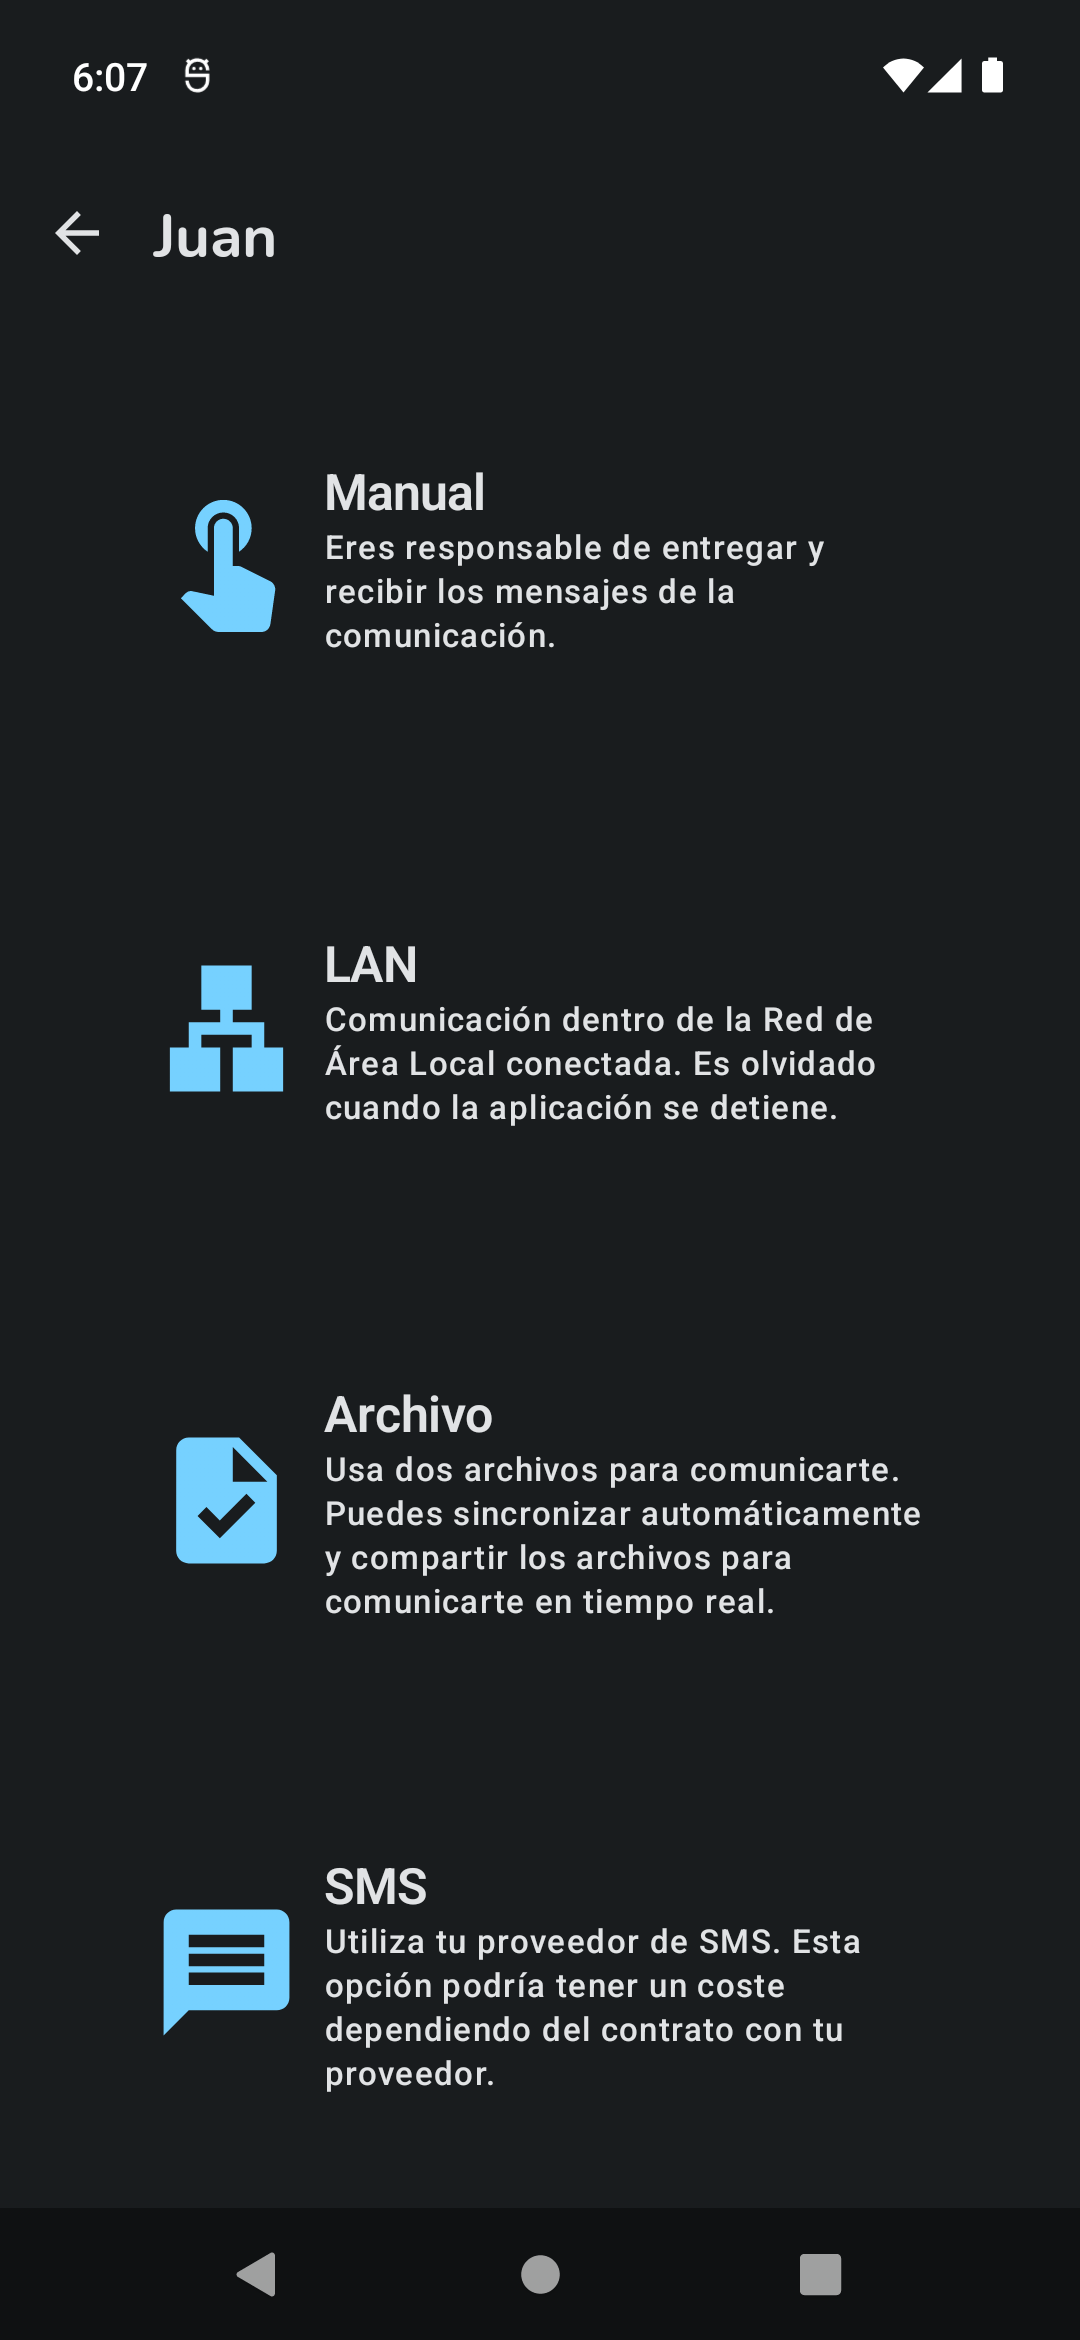 6:07
Juan
Manual
Eres responsable de entregar y
recibir los mensajes de la
comunicación.
LAN
Comunicación dentro de la Red de
Área Local conectada. Es olvidado
cuando la aplicación se detiene.
Archivo
Usa dos archivos para comunicarte.
Puedes sincronizar automáticamente
y compartir los archivos para
comunicarte en tiempo real.
SMS
Utiliza tu proveedor de SMS. Esta
opción podría tener un coste
dependiendo del contrato con tu
proveedor.